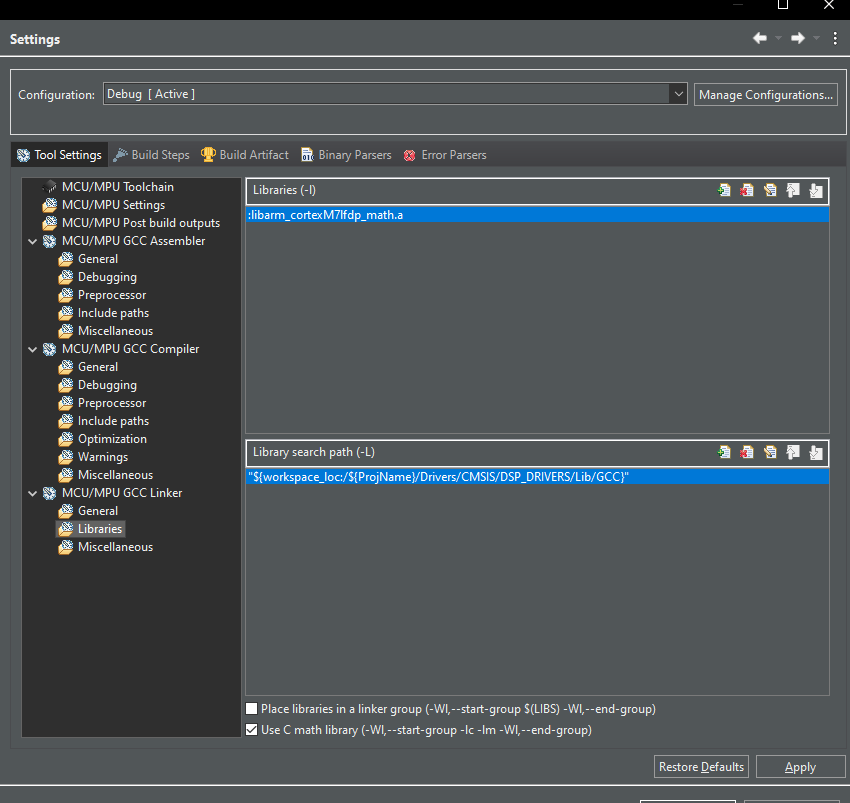 Settings
Configuration:
Debug [ Active ]
Manage Configurations...
Tool Settings
Build Steps
Build Artifact
Binary Parsers
Error Parsers
MCU/MPU Toolchain
MCU/MPU Settings
MCU/MPU Post build outputs
MCU/MPU GCC Assembler
General
Debugging
Preprocessor
Include paths
Miscellaneous
MCU/MPU GCC Compiler
General
Debugging
Preprocessor
Include paths
Optimization
Warnings
Miscellaneous
MCU/MPU GCC Linker
General
Libraries
Miscellaneous
Libraries (-l)
:libarm_cortexM7lfdp_math.a
Library search path (-L)
"${workspace_loc:/${ProjName}/Drivers/CMSIS/DSP_DRIVERS/Lib/GCC}"
Place libraries in a linker group (-Wl,--start-group $(LIBS) -Wl,--end-group)
Use C math library (-Wl,--start-group -lc -lm -Wl,--end-group)
Restore Defaults
Apply